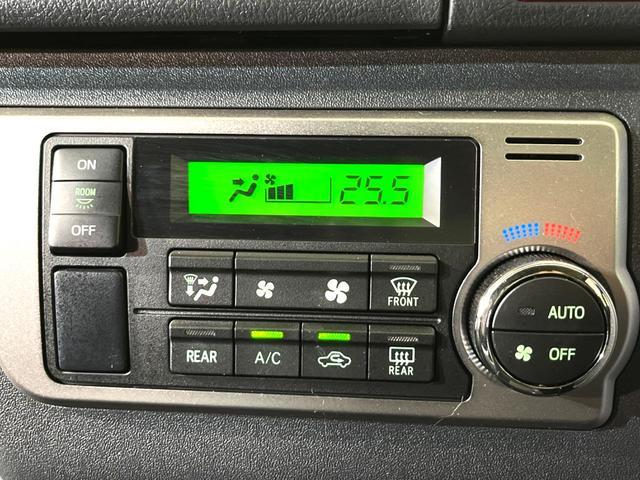 ON
ROOM
OFF
25.5
FRONT
REAR
A/C
REAR
AUTO
OFF